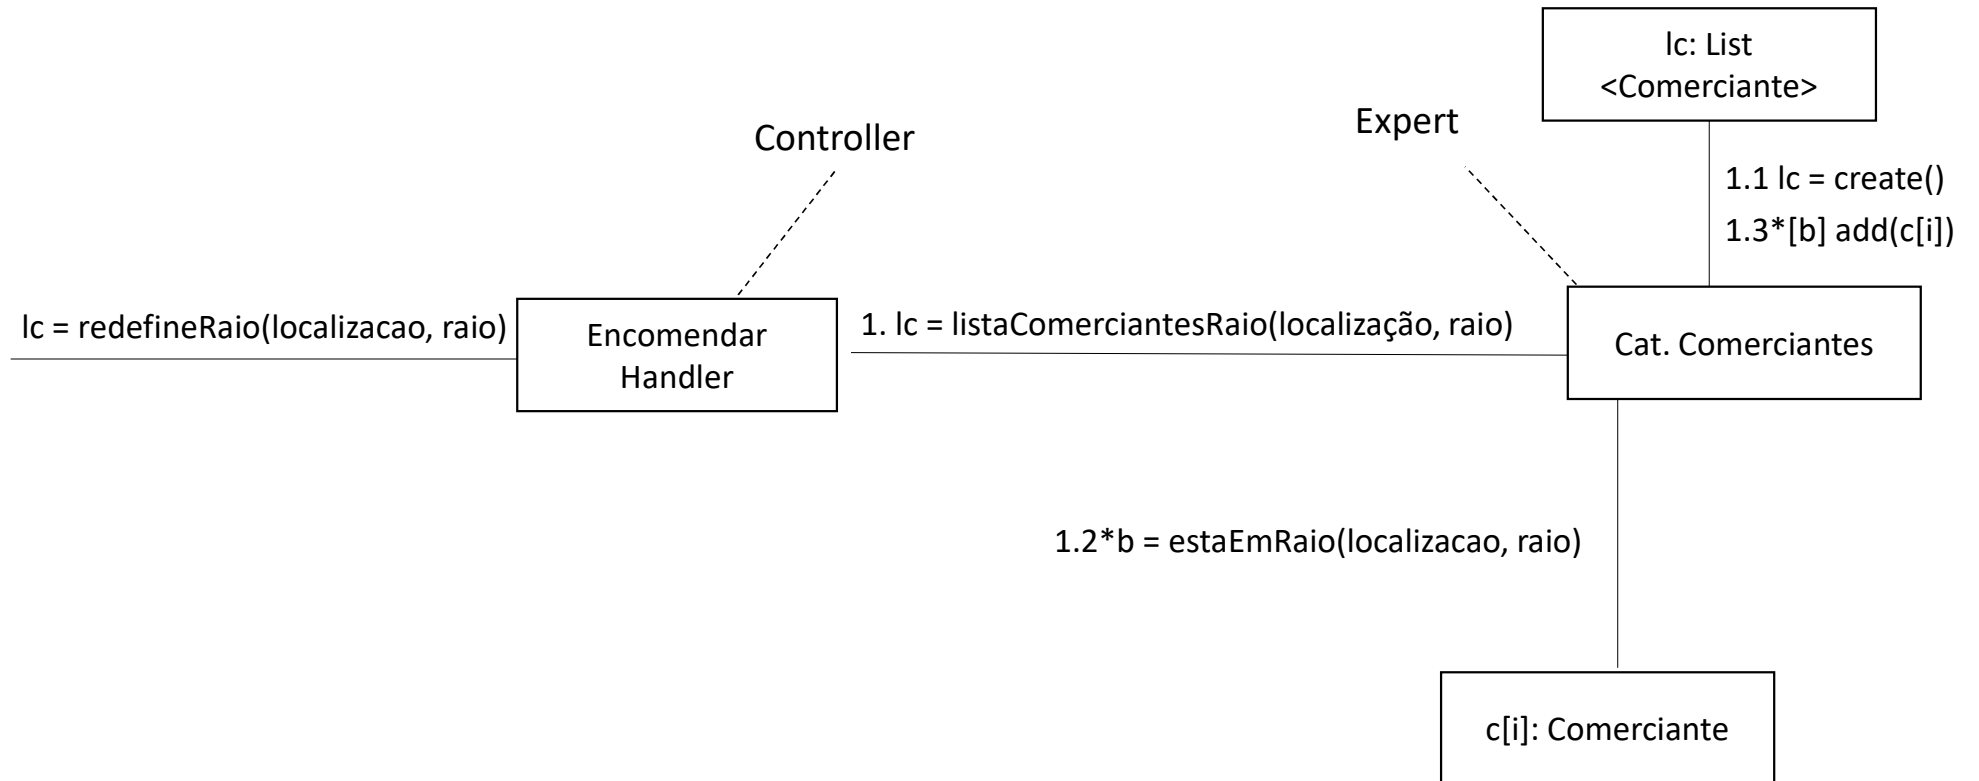 lc: List
<Comerciante>
Controller
Expert
1.1 lc = create()
1.3*[b] add(c[i])
lc = redefineRaio(localizacao, raio)
Encomendar
Handler
1. lc = listaComerciantesRaio(localização, raio)
Cat. Comerciantes
1.2*b = estaEmRaio(localizacao, raio)
c[i]: Comerciante